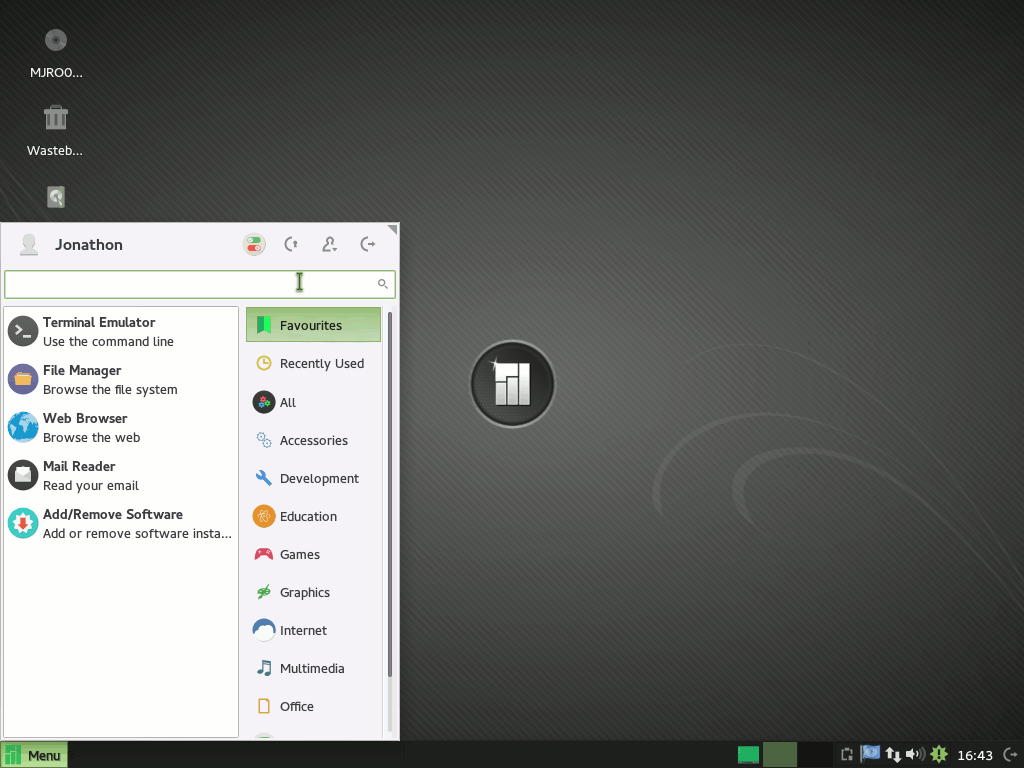 MJRO0...
Wasteb...
Jonathon
Terminal Emulator
Use the command line
File Manager
Browse the file system
Web Browser
Browse the web
Mail Reader
Read your email
Add/Remove Software
Add or remove software insta...
Favourites
Recently Used
All
Accessories
Development
Education
Games
Graphics
Internet
Multimedia
Office
Menu
16:43